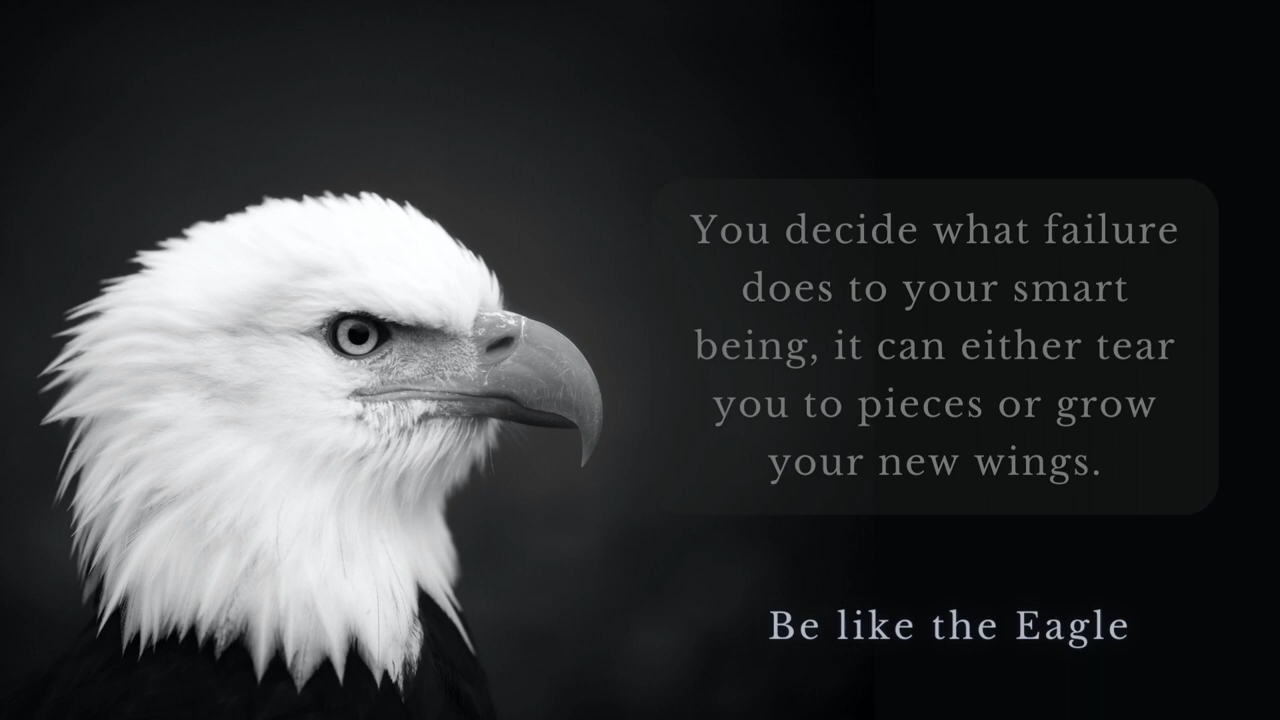 You decide what failure
does to your smart
being, it can either tear
you to pieces or grow
your new wings.
Be like the Eagle